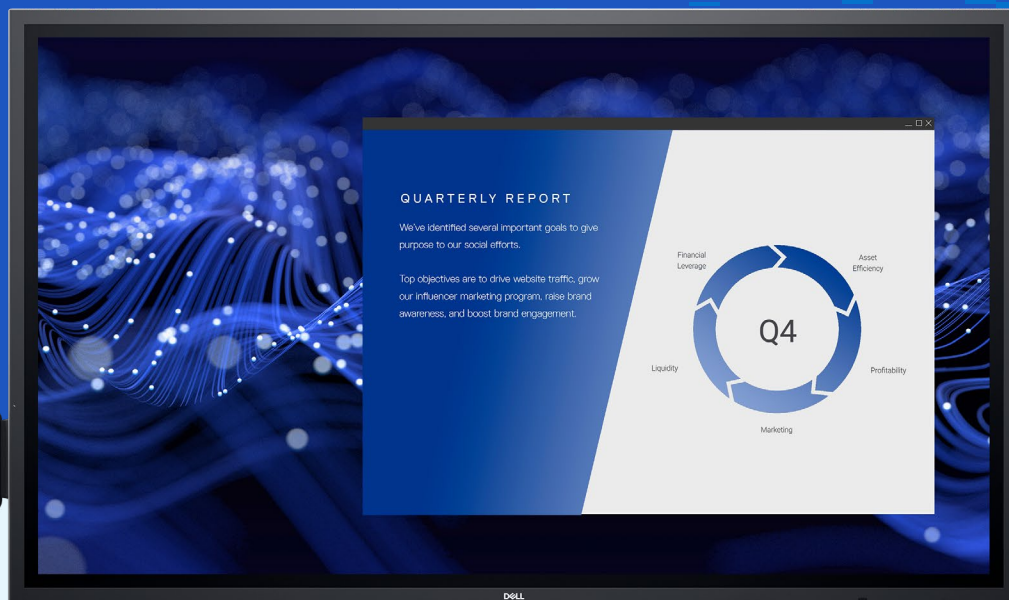 QUARTERLY REPORT
We've identified several important goals to give
purpose to our social efforts.
Top objectives are to drive website traffic, grow
our influencer marketing program, raise brand
awareness, and boost brand engagement.
Financial
Leverage
Asset
Efficiency
Q4
Liquidity
Profitability
Marketing
DELL